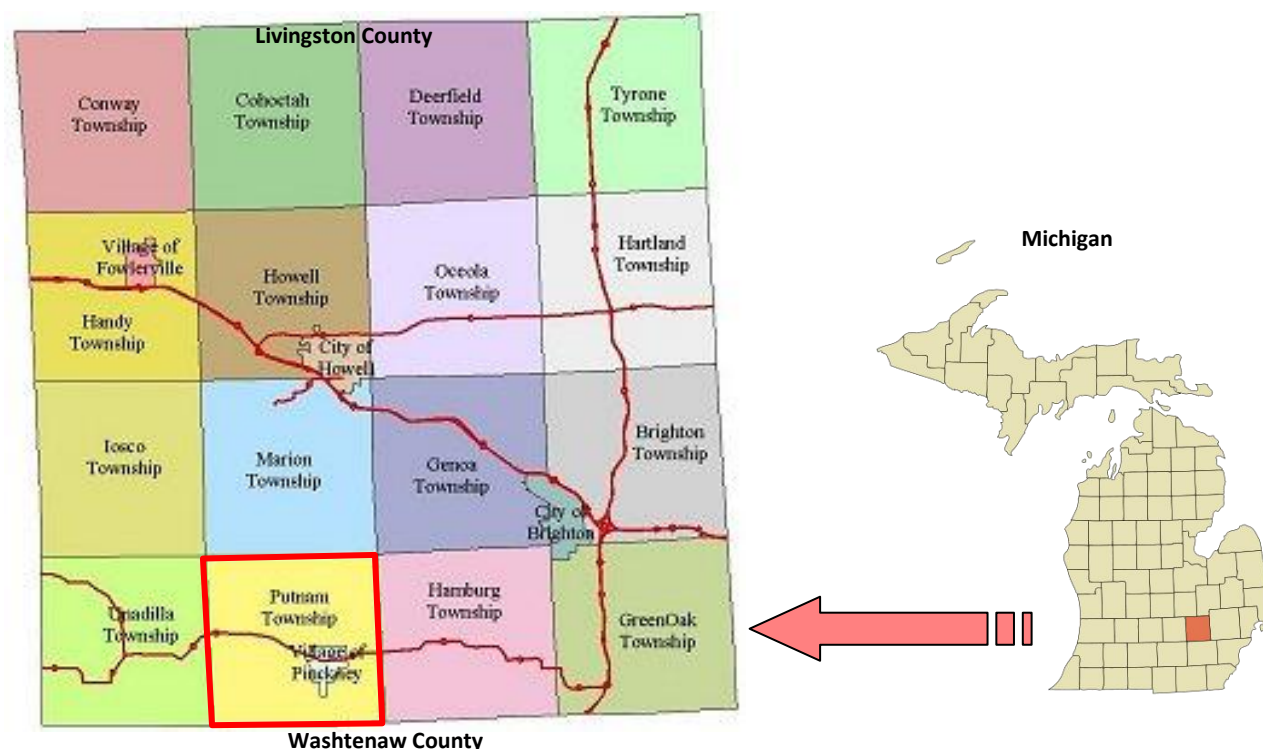 Livingston County
Conway
Township
Cohoctah
Township
Deerfield
Township
Tyrone
Township
Village of
Fowlerville
Handy
Township
Howell
Township
Oceola
Township
Hartland
Township
City of
Howell
Iosco
Township
Marion
Township
Genoa
Township
Brighton
Township
City of
Brighton
Unadilla
Township
Putnam
Township
Village of
Pinckney
Hamburg
Township
GreenOak
Township
Washtenaw County
Michigan